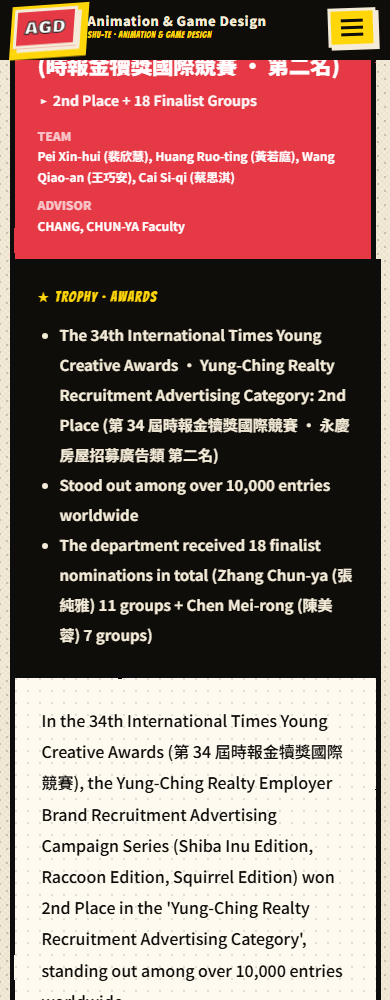 AGD
Animation & Game Design
SHU-TE · ANIMATION & GAME DESIGN
(時報金犢獎國際競賽 · 第二名)
▸ 2nd Place + 18 Finalist Groups
TEAM
Pei Xin-hui (裴欣慧), Huang Ruo-ting (黃若庭), Wang
Qiao-an (王巧安), Cai Si-qi (蔡思淇)
ADVISOR
CHANG, CHUN-YA Faculty
★ TROPHY · AWARDS
• The 34th International Times Young
Creative Awards · Yung-Ching Realty
Recruitment Advertising Category: 2nd
Place (第 34 屆時報金犢獎國際競賽 · 永慶
房屋招募廣告類 第二名)
• Stood out among over 10,000 entries
worldwide
• The department received 18 finalist
nominations in total (Zhang Chun-ya (張
純雅) 11 groups + Chen Mei-rong (陳美
蓉) 7 groups)
In the 34th International Times Young
Creative Awards (第 34 屆時報金犢獎國際
競賽), the Yung-Ching Realty Employer
Brand Recruitment Advertising
Campaign Series (Shiba Inu Edition,
Raccoon Edition, Squirrel Edition) won
2nd Place in the 'Yung-Ching Realty
Recruitment Advertising Category',
standing out among over 10,000 entries
worldwide